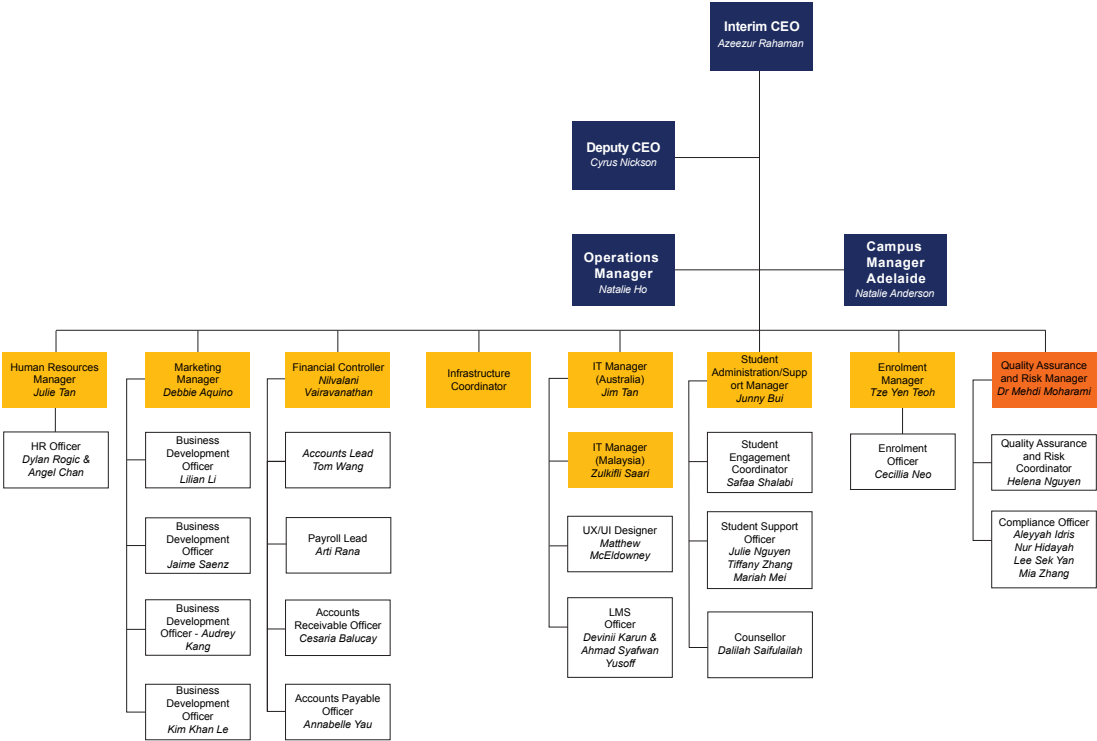 Interim CEO
Azeezur Rahaman
Deputy CEO
Cyrus Nickson
Operations
Manager
Natalie Ho
Campus
Manager
Adelaide
Natalie Anderson
Human Resources
Manager
Julie Tan
HR Officer
Dylan Rogic &
Angel Chan
Marketing
Manager
Debbie Aquino
Business
Development
Officer
Lilian Li
Business
Development
Officer
Jaime Saenz
Business
Development
Officer - Audrey
Kang
Business
Development
Officer
Kim Khan Le
Financial Controller
Nilvalani
Vairavanathan
Accounts Lead
Tom Wang
Payroll Lead
Arti Rana
Accounts
Receivable Officer
Cesaria Balucay
Accounts Payable
Officer
Annabelle Yau
Infrastructure
Coordinator
IT Manager
(Australia)
Jim Tan
IT Manager
(Malaysia)
Zulkifli Saari
UX/UI Designer
Matthew
McEldowney
LMS
Officer
Devinii Karun &
Ahmad Syafwan
Yusoff
Student
Administration/Supp
ort Manager
Junny Bui
Student
Engagement
Coordinator
Safaa Shalabi
Student Support
Officer
Julie Nguyen
Tiffany Zhang
Mariah Mei
Counsellor
Dalilah Saifulailah
Enrolment
Manager
Tze Yen Teoh
Enrolment
Officer
Cecillia Neo
Quality Assurance
and Risk Manager
Dr Mehdi Moharami
Quality Assurance
and Risk
Coordinator
Helena Nguyen
Compliance Officer
Aleyyah Idris
Nur Hidayah
Lee Sek Yan
Mia Zhang